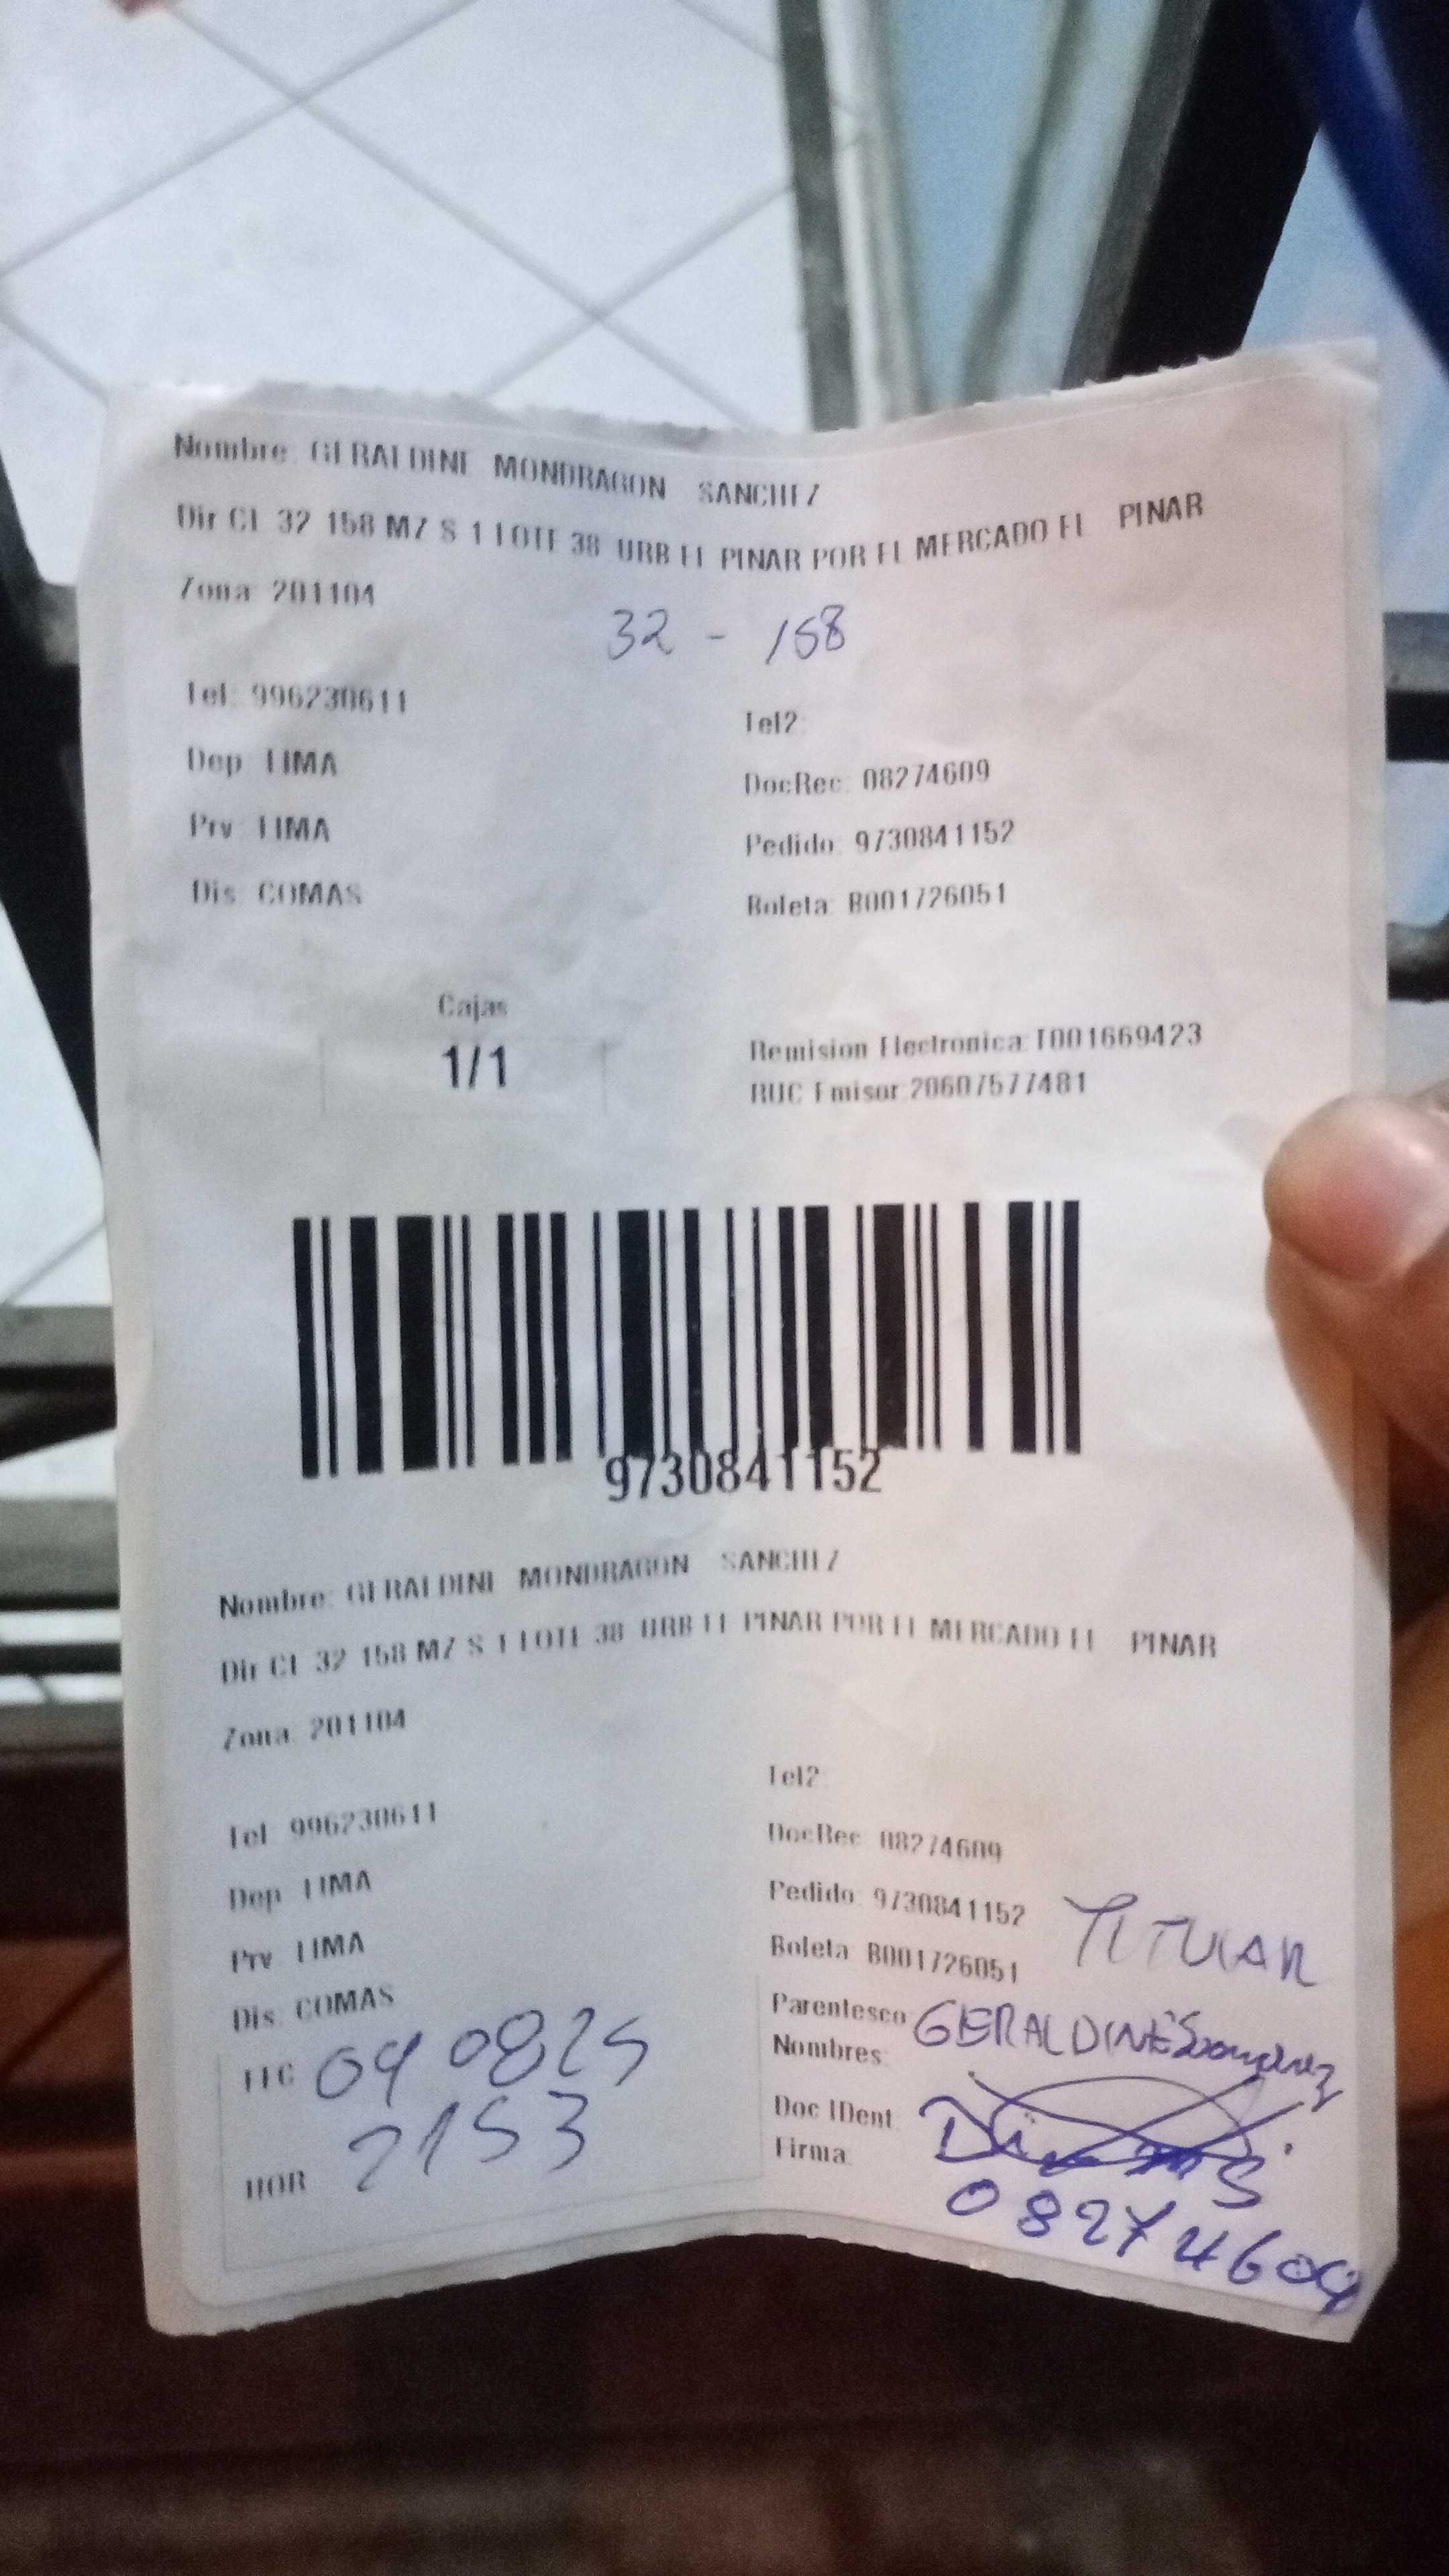 Nombre: GERALDINE MONDRAGON SANCHEZ
Dir CL 32 158 MZ S 1 LOTE 38 URB EL PINAR POR EL MERCADO EL PINAR
Zona: 201104
32 - 158
Tel: 996230611
Tel2:
Dep: LIMA
DocRec: 08274609
Prv: LIMA
Pedido: 9730841152
Dis: COMAS
Boleta: B001726051
Cajas
1/1
Remision Electronica:T001669423
RUC Emisor:20607577481
9730841152
Nombre: GERALDINE MONDRAGON SANCHEZ
Dir CL 32 158 MZ S 1 LOTE 38 URB EL PINAR POR EL MERCADO EL PINAR
Zona: 201104
Tel2:
Tel: 996230611
DocRec: 08274609
Dep: LIMA
Pedido: 9730841152
Prv: LIMA
Boleta: B001726051
TITULAR
Dis: COMAS
Parentesco:
GERALDINE
Nombres:
090825
HOR 2153
Doc IDent:
Firma:
08274609